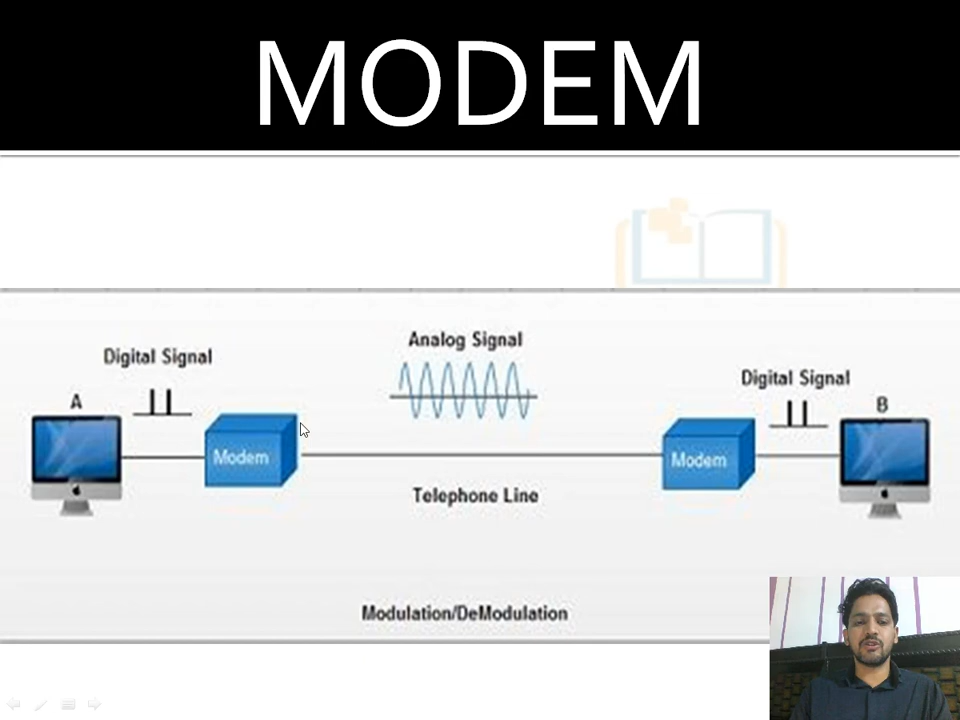 MODEM
Analog Signal
Digital Signal
Digital Signal
A
B
Modem
Modem
Telephone Line
Modulation/DeModulation